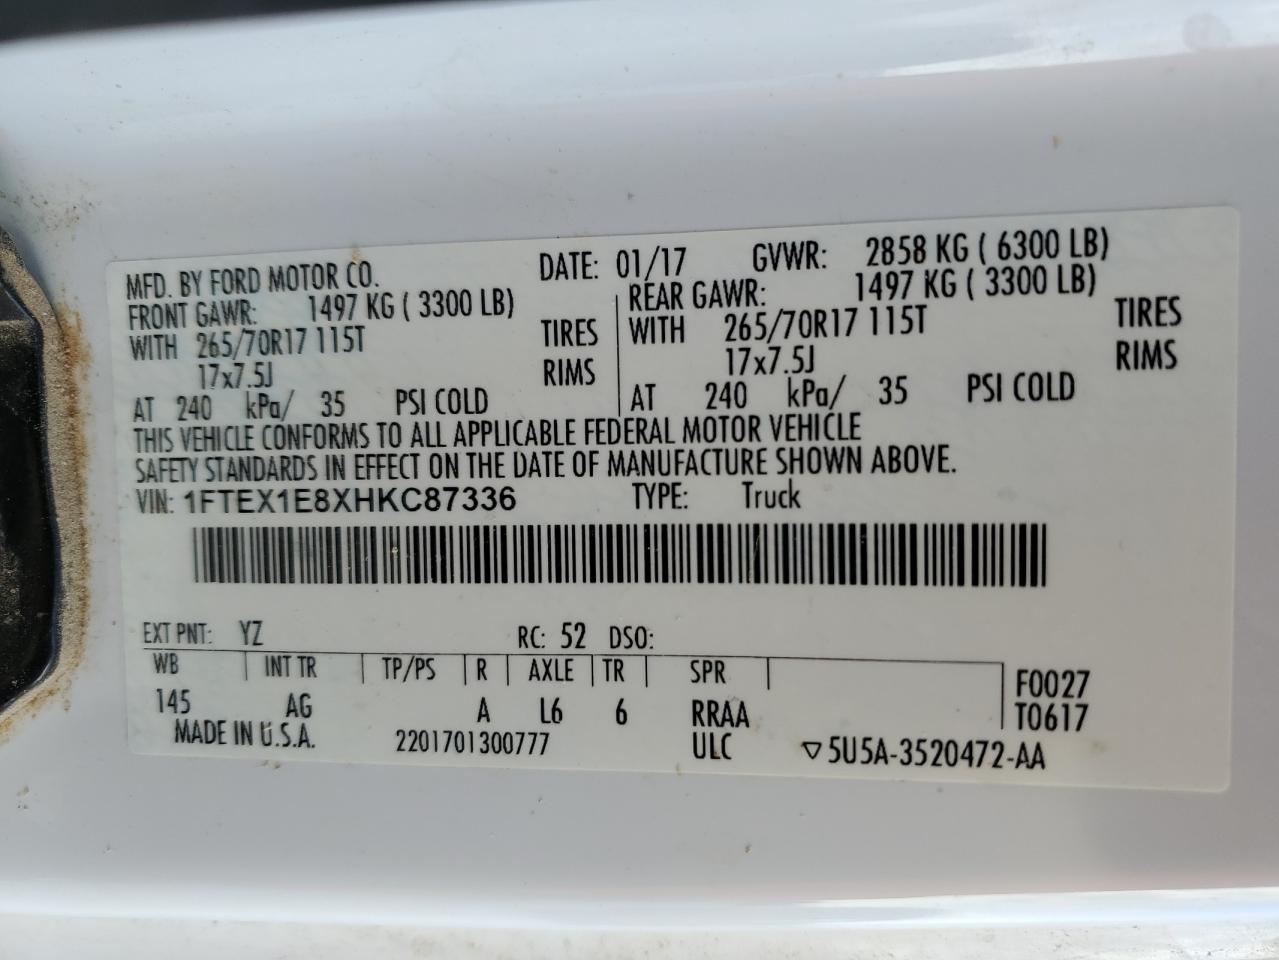 MFD. BY FORD MOTOR CO. DATE: 01/17 GVWR: 2858 KG ( 6300 LB)
FRONT GAWR: 1497 KG ( 3300 LB) REAR GAWR: 1497 KG ( 3300 LB)
WITH 265/70R17 115T TIRES WITH 265/70R17 115T TIRES
17x7.5J RIMS 17x7.5J RIMS
AT 240 kPa/ 35 PSI COLD AT 240 kPa/ 35 PSI COLD
THIS VEHICLE CONFORMS TO ALL APPLICABLE FEDERAL MOTOR VEHICLE
SAFETY STANDARDS IN EFFECT ON THE DATE OF MANUFACTURE SHOWN ABOVE.
VIN: 1FTEX1E8XHKC87336 TYPE: Truck
EXT PNT: YZ RC: 52 DSO:
WB INT TR TP/PS R AXLE TR SPR F0027
145 AG A L6 6 RRAA T0617
MADE IN U.S.A. 2201701300777 ULC ▽5U5A-3520472-AA